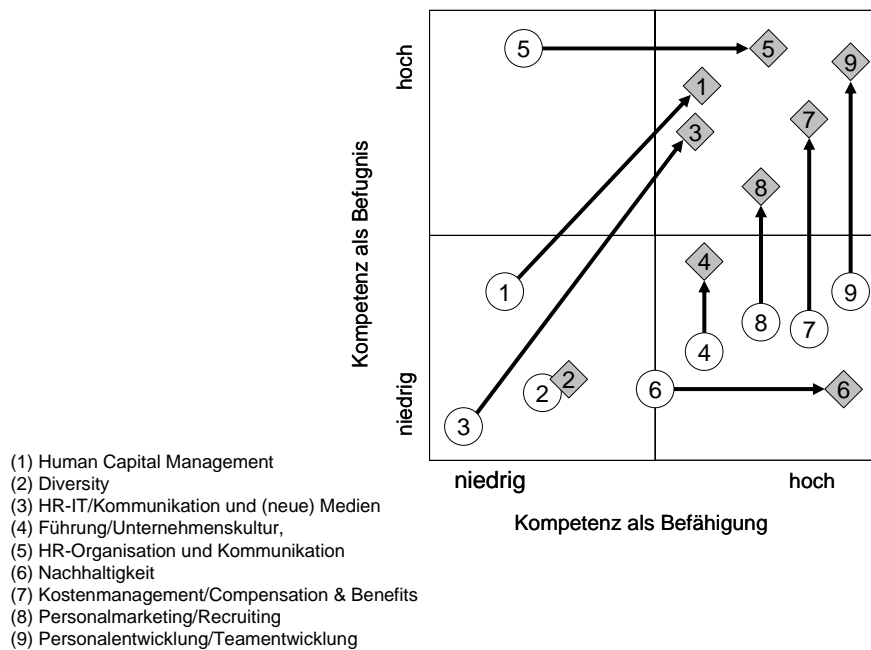 hoch
niedrig
Kompetenz als Befugnis
5
5
9
1
7
3
8
4
1
9
8
7
4
2
2
6
6
3
niedrig
hoch
Kompetenz als Befähigung
(1) Human Capital Management
(2) Diversity
(3) HR-IT/Kommunikation und (neue) Medien
(4) Führung/Unternehmenskultur,
(5) HR-Organisation und Kommunikation
(6) Nachhaltigkeit
(7) Kostenmanagement/Compensation & Benefits
(8) Personalmarketing/Recruiting
(9) Personalentwicklung/Teamentwicklung